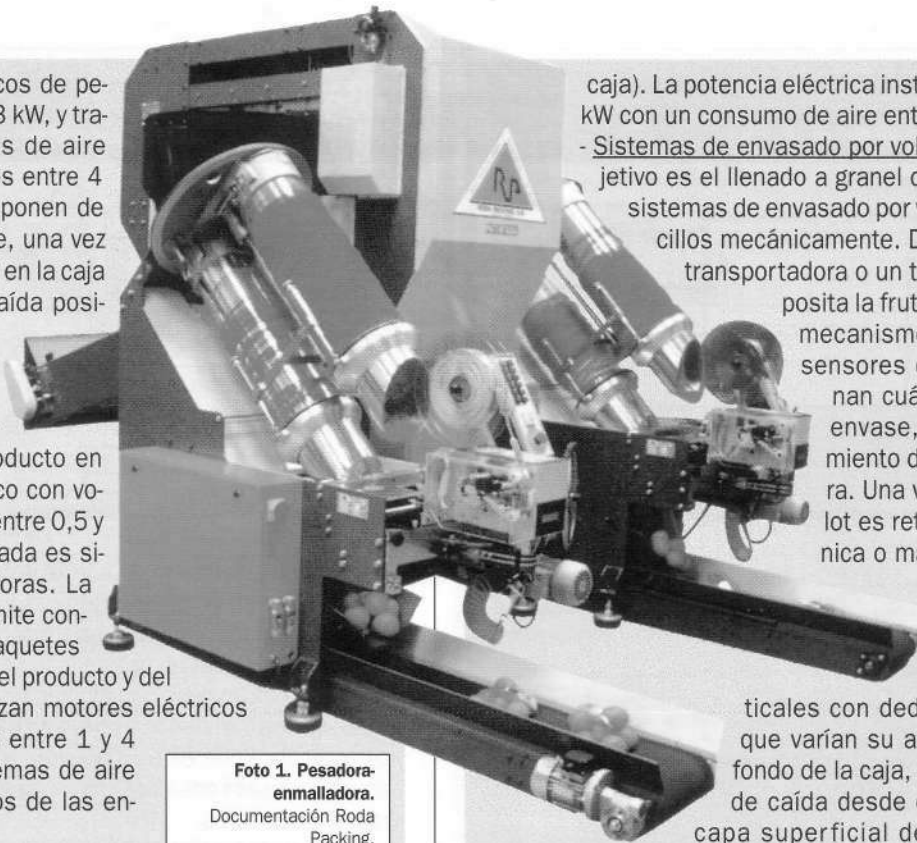 cos de pe-
3 kW, y tra-
s de aire
es entre 4
ponen de
e, una vez
en la caja
aída posi-
oducto en
co con vo-
entre 0,5 y
ada es si-
oras. La
mite con-
aquetes
el producto y del
zan motores eléctricos
entre 1 y 4
emas de aire
os de las en-
Foto 1. Pesadora-
enmalladora.
Documentación Roda
Packing.
RP
caja). La potencia eléctrica inst
kW con un consumo de aire ent
- Sistemas de envasado por vol
jetivo es el llenado a granel d
sistemas de envasado por v
cillos mecánicamente. D
transportadora o un t
posita la frut
mecanismo
sensores
nan cuá
envase,
miento d
ra. Una v
lot es ret
nica o ma
ticales con ded
que varían su a
fondo de la caja,
de caída desde
capa superficial de